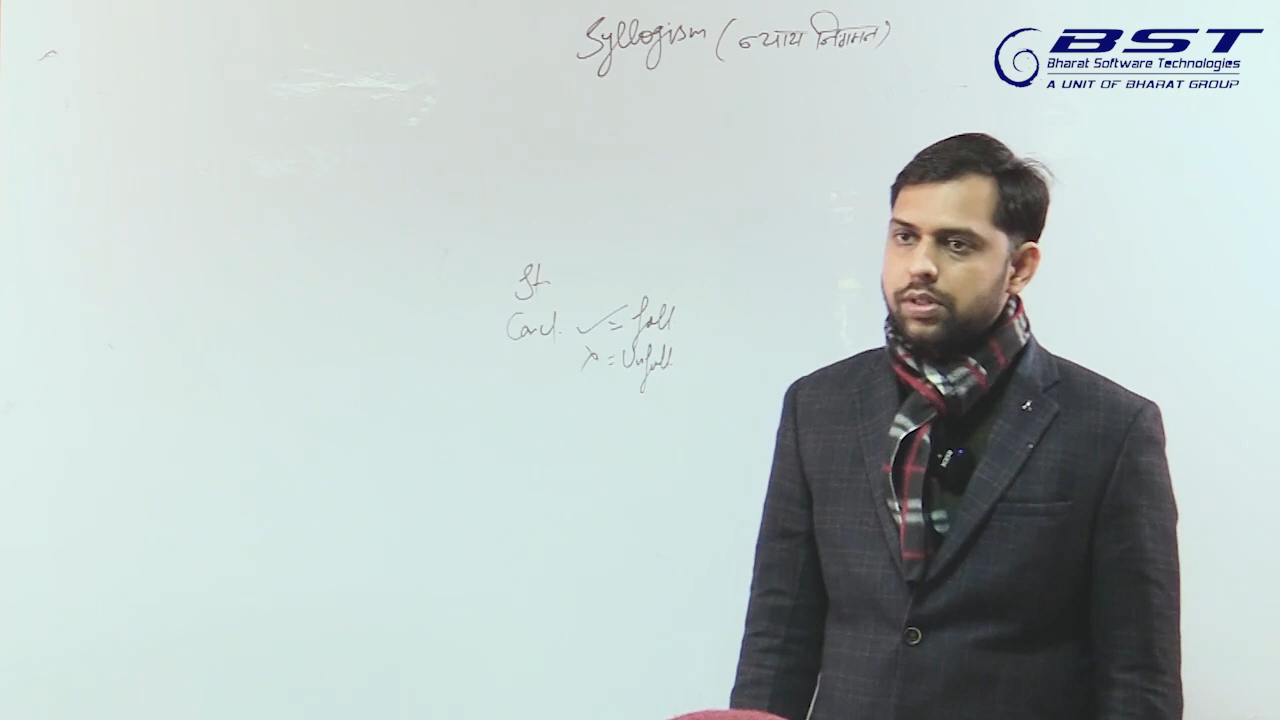 Syllogism (न्याय निगमन)
BST
Bharat Software Technologies
A UNIT OF BHARAT GROUP
St.
Concl. ✓ = foll.
× = Unfoll.